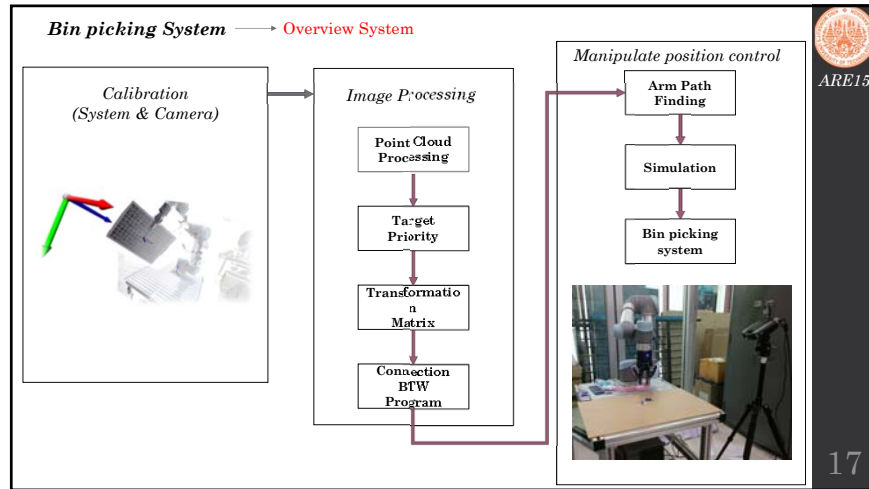 Bin picking System Overview System
Calibration
(System & Camera)
Image Processing
Point Cloud
Processing
Target
Priority
Transformatio
n
Matrix
Connection
BTW
Program
Manipulate position control
Arm Path
Finding
Simulation
Bin picking
system
ARE15
17